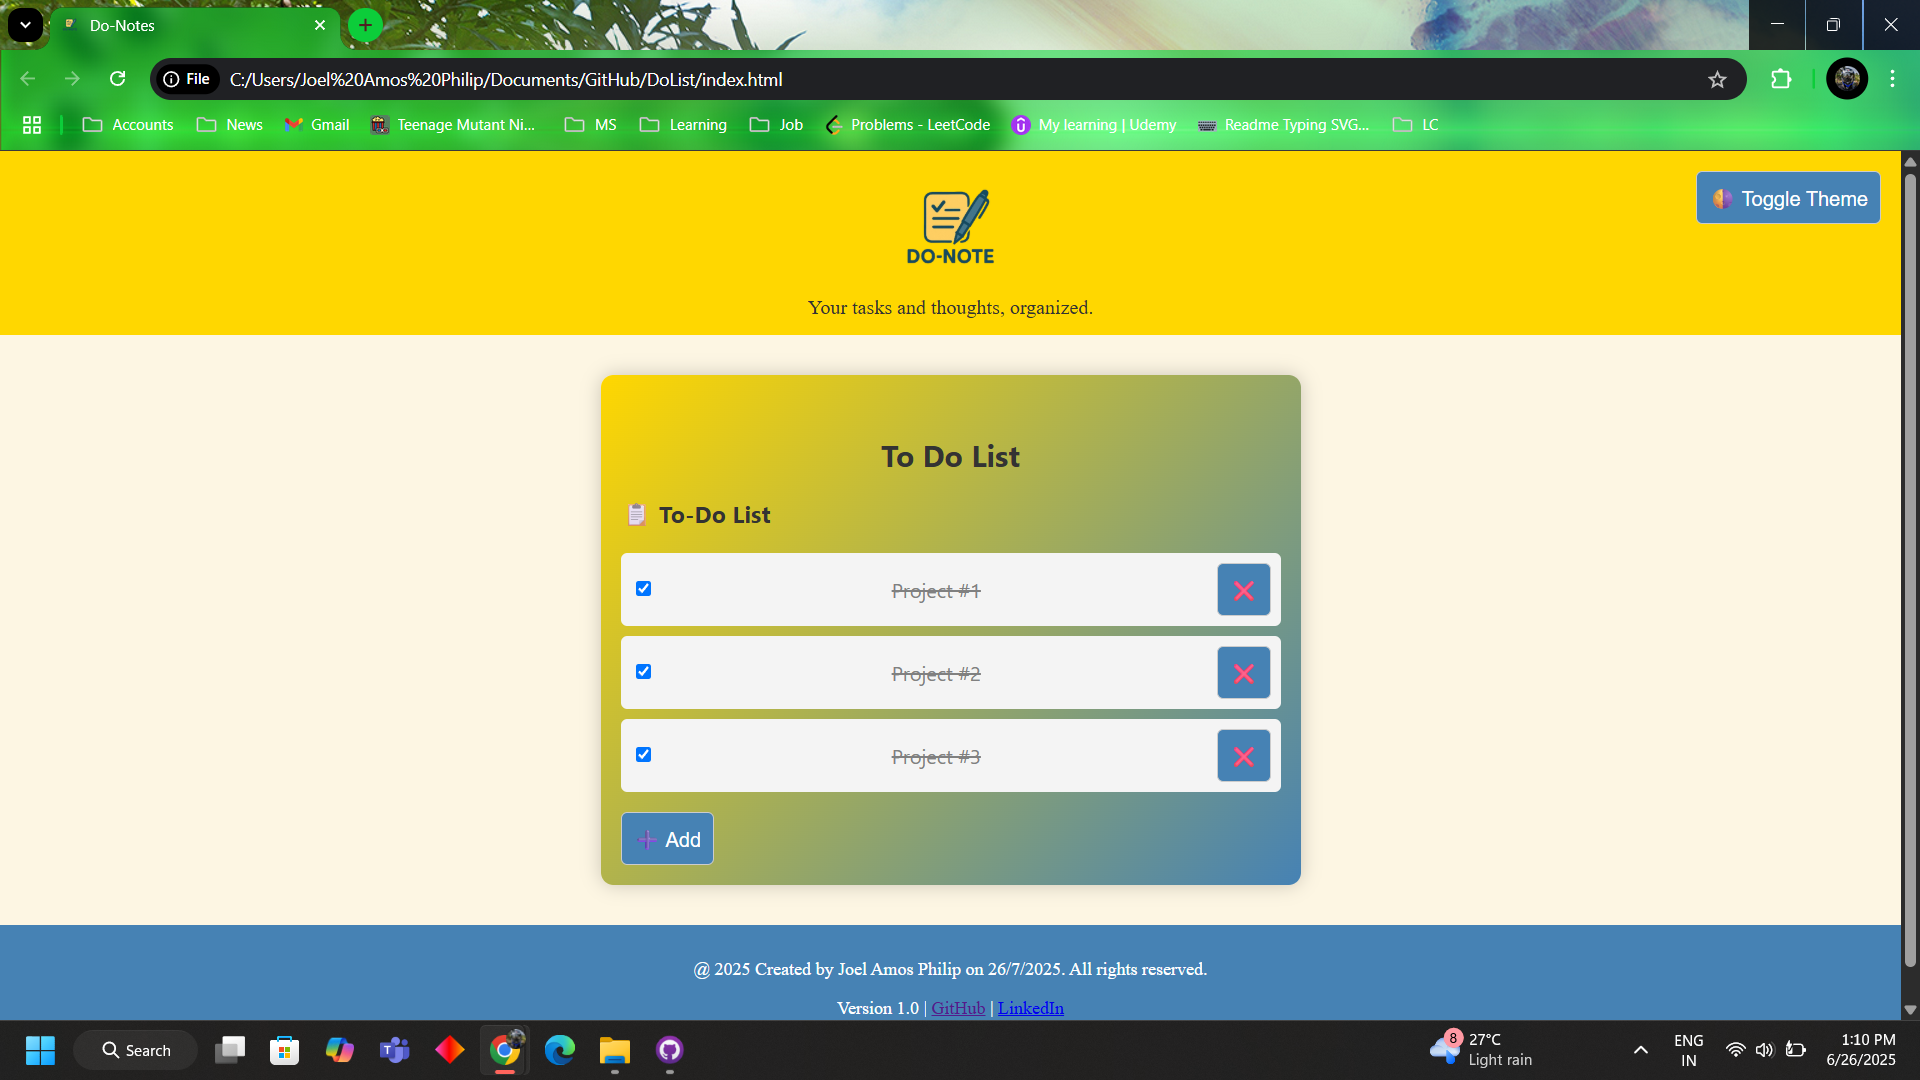 Do-Notes
File C:/Users/Joel%20Amos%20Philip/Documents/GitHub/DoList/index.html
Accounts News Gmail Teenage Mutant Ni... MS Learning Job Problems - LeetCode My learning | Udemy Readme Typing SVG... LC
DO-NOTE
Toggle Theme
Your tasks and thoughts, organized.
To Do List
To-Do List
Project #1
Project #2
Project #3
Add
@ 2025 Created by Joel Amos Philip on 26/7/2025. All rights reserved.
Version 1.0 | GitHub | LinkedIn
Search
8
27°C
Light rain
ENG
IN
1:10 PM
6/26/2025